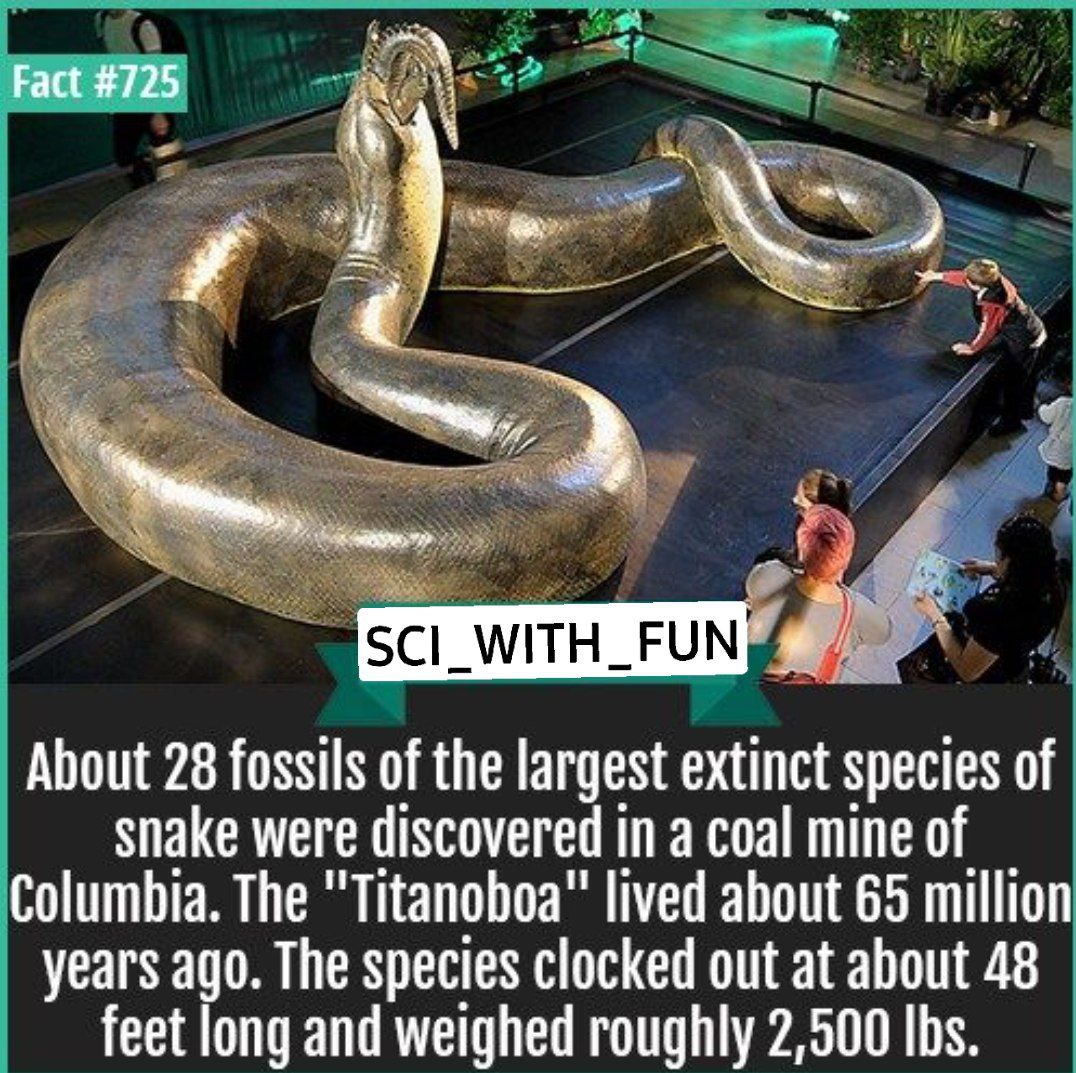 Fact #725
SCI_WITH_FUN
About 28 fossils of the largest extinct species of
snake were discovered in a coal mine of
Columbia. The "Titanoboa" lived about 65 million
years ago. The species clocked out at about 48
feet long and weighed roughly 2,500 lbs.